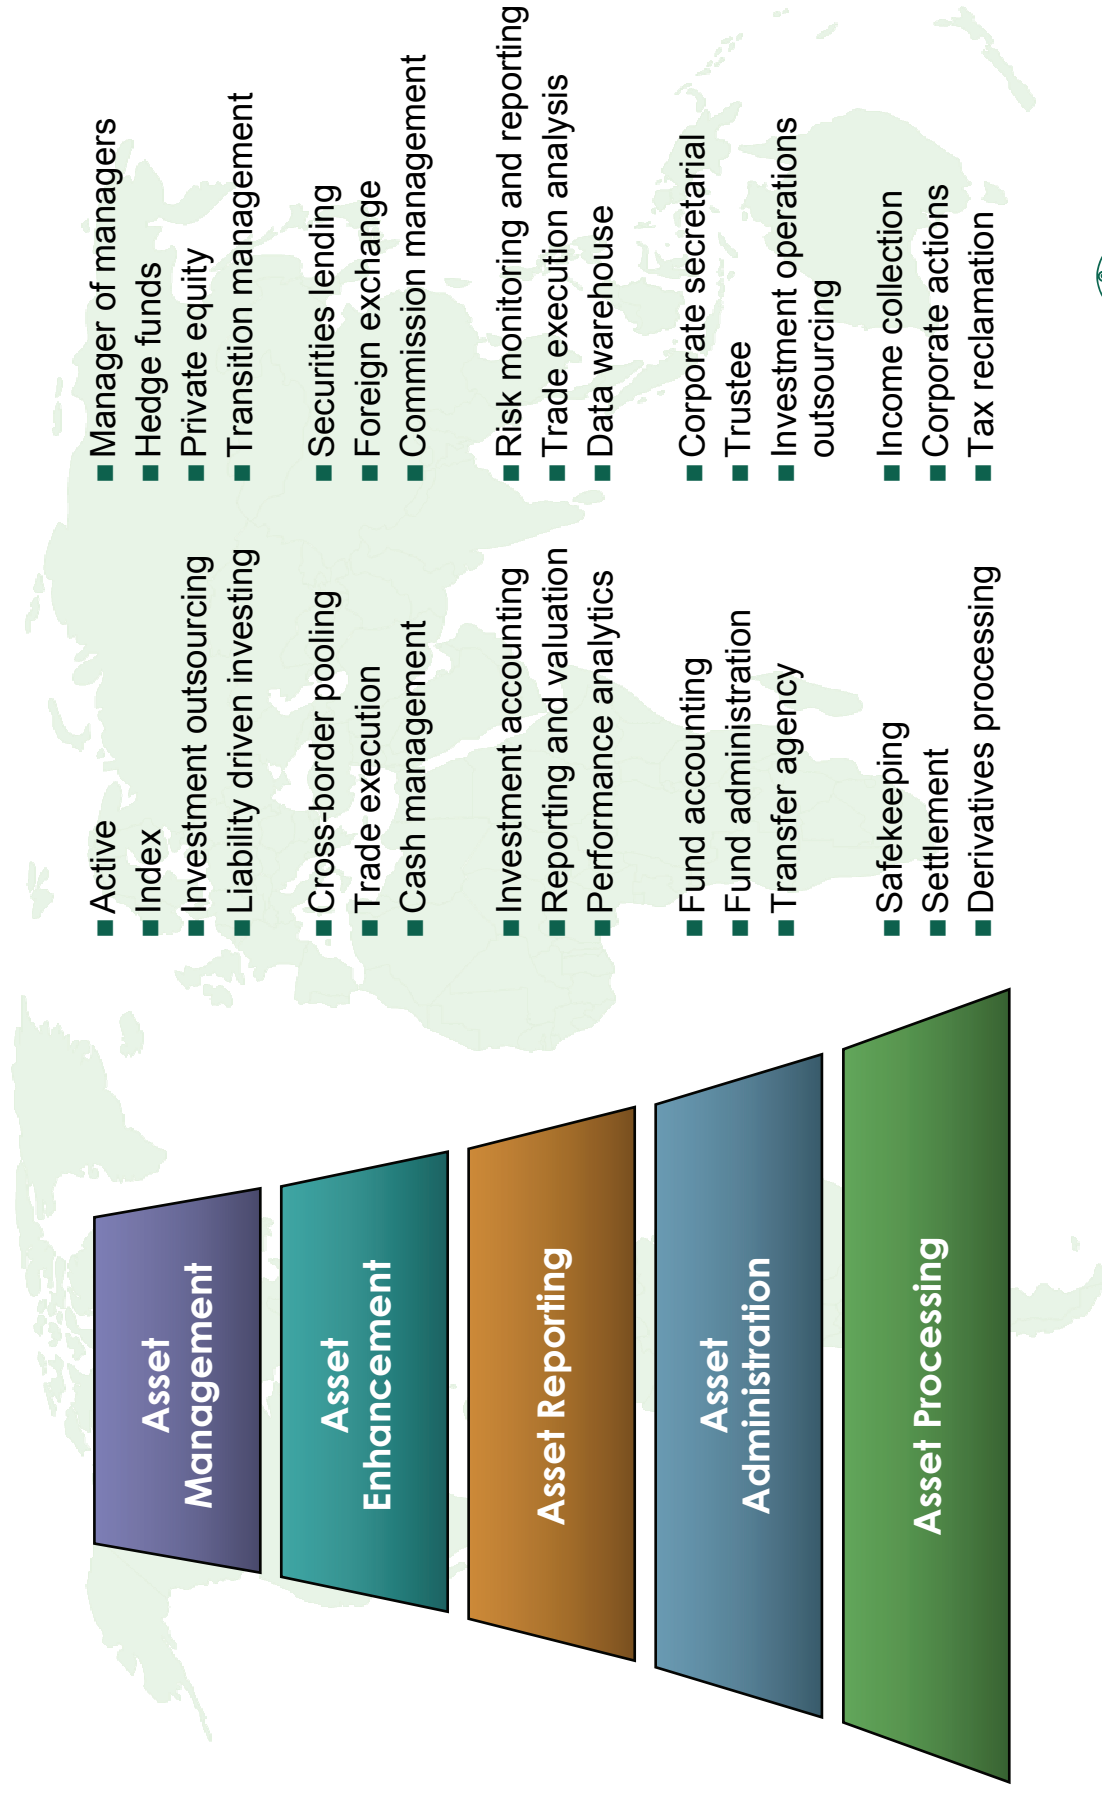 Asset
Management
Active
Index
Investment outsourcing
Liability driven investing
Manager of managers
Hedge funds
Private equity
Transition management
Asset
Enhancement
Cross-border pooling
Trade execution
Cash management
Securities lending
Foreign exchange
Commission management
Asset Reporting
Investment accounting
Reporting and valuation
Performance analytics
Risk monitoring and reporting
Trade execution analysis
Data warehouse
Asset
Administration
Fund accounting
Fund administration
Transfer agency
Corporate secretarial
Trustee
Investment operations
outsourcing
Asset Processing
Safekeeping
Settlement
Derivatives processing
Income collection
Corporate actions
Tax reclamation